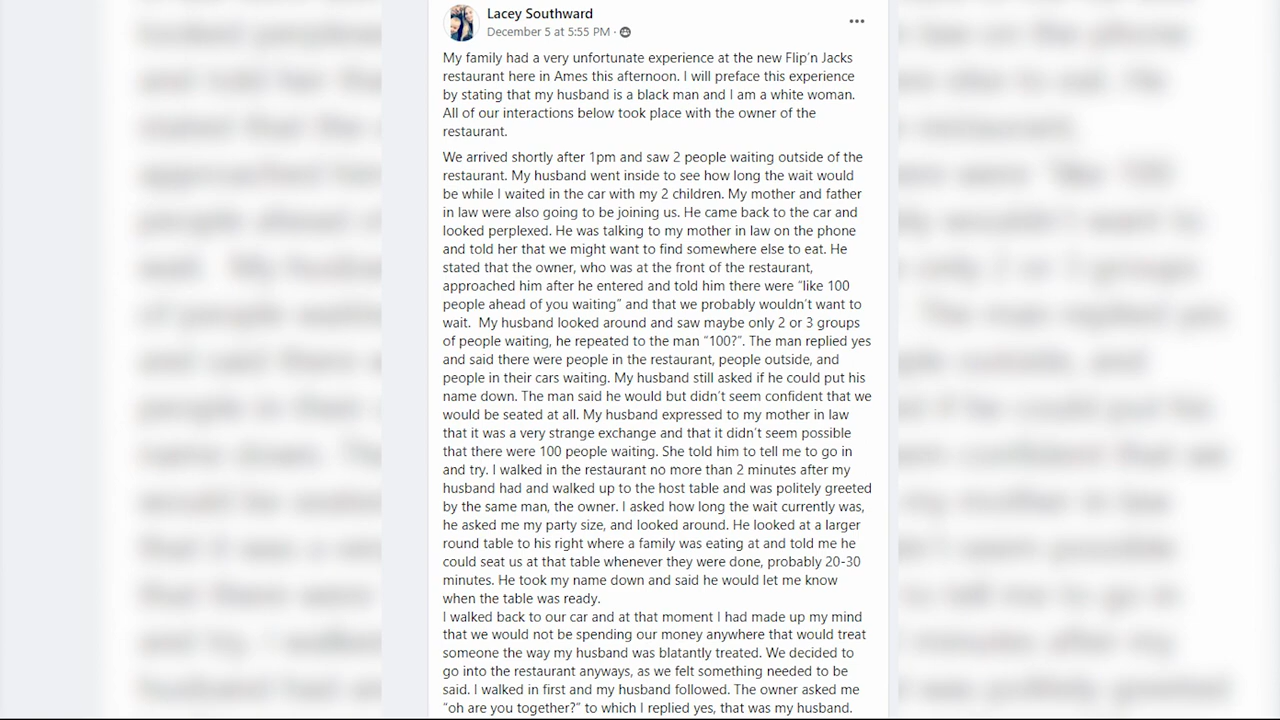 Lacey Southward
December 5 at 5:55 PM ·
My family had a very unfortunate experience at the new Flip'n Jacks
restaurant here in Ames this afternoon. I will preface this experience
by stating that my husband is a black man and I am a white woman.
All of our interactions below took place with the owner of the
restaurant.
We arrived shortly after 1pm and saw 2 people waiting outside of the
restaurant. My husband went inside to see how long the wait would
be while I waited in the car with my 2 children. My mother and father
in law were also going to be joining us. He came back to the car and
looked perplexed. He was talking to my mother in law on the phone
and told her that we might want to find somewhere else to eat. He
stated that the owner, who was at the front of the restaurant,
approached him after he entered and told him there were “like 100
people ahead of you waiting” and that we probably wouldn't want to
wait.  My husband looked around and saw maybe only 2 or 3 groups
of people waiting, he repeated to the man “100?”. The man replied yes
and said there were people in the restaurant, people outside, and
people in their cars waiting. My husband still asked if he could put his
name down. The man said he would but didn't seem confident that we
would be seated at all. My husband expressed to my mother in law
that it was a very strange exchange and that it didn't seem possible
that there were 100 people waiting. She told him to tell me to go in
and try. I walked in the restaurant no more than 2 minutes after my
husband had and walked up to the host table and was politely greeted
by the same man, the owner. I asked how long the wait currently was,
he asked me my party size, and looked around. He looked at a larger
round table to his right where a family was eating at and told me he
could seat us at that table whenever they were done, probably 20-30
minutes. He took my name down and said he would let me know
when the table was ready.
I walked back to our car and at that moment I had made up my mind
that we would not be spending our money anywhere that would treat
someone the way my husband was blatantly treated. We decided to
go into the restaurant anyways, as we felt something needed to be
said. I walked in first and my husband followed. The owner asked me
“oh are you together?” to which I replied yes, that was my husband.